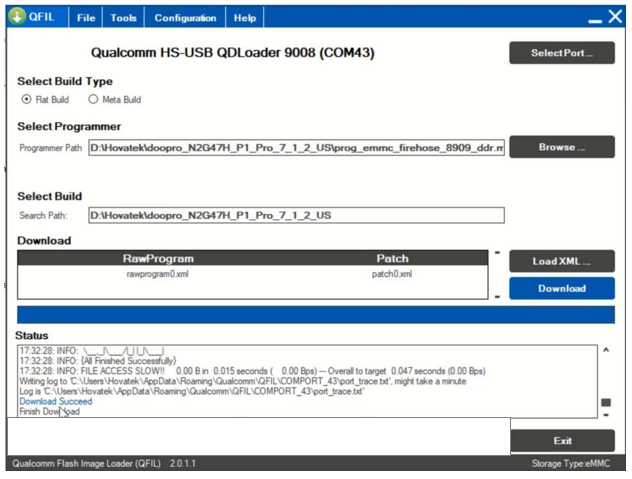 QFIL File Tools Configuration Help
Qualcomm HS-USB QDLoader 9008 (COM43)
Select Port...
Select Build Type
Flat Build Meta Build
Select Programmer
Programmer Path D:\Hovatek\doopro_N2G47H_P1_Pro_7_1_2_US\prog_emmc_firehose_8909_ddr.m
Browse ...
Select Build
Search Path: D:\Hovatek\doopro_N2G47H_P1_Pro_7_1_2_US
Download
RawProgram Patch
Load XML ...
rawprogram0.xml patch0.xml
Download
Status
17:32:28: INFO: \__,_|\___/|_||_|\___|
17:32:28: INFO: {All Finished Successfully}
17:32:28: INFO: FILE ACCESS SLOW!! 0.00 B in 0.015 seconds ( 0.00 Bps) --- Overall to target 0.047 seconds (0.00 Bps)
Writing log to 'C:\Users\Hovatek\AppData\Roaming\Qualcomm\QFIL\COMPORT_43\port_trace.txt', might take a minute
Log is 'C:\Users\Hovatek\AppData\Roaming\Qualcomm\QFIL\COMPORT_43\port_trace.txt'
Download Succeed
Finish Download
Exit
Qualcomm Flash Image Loader (QFIL) 2.0.1.1
Storage Type:eMMC